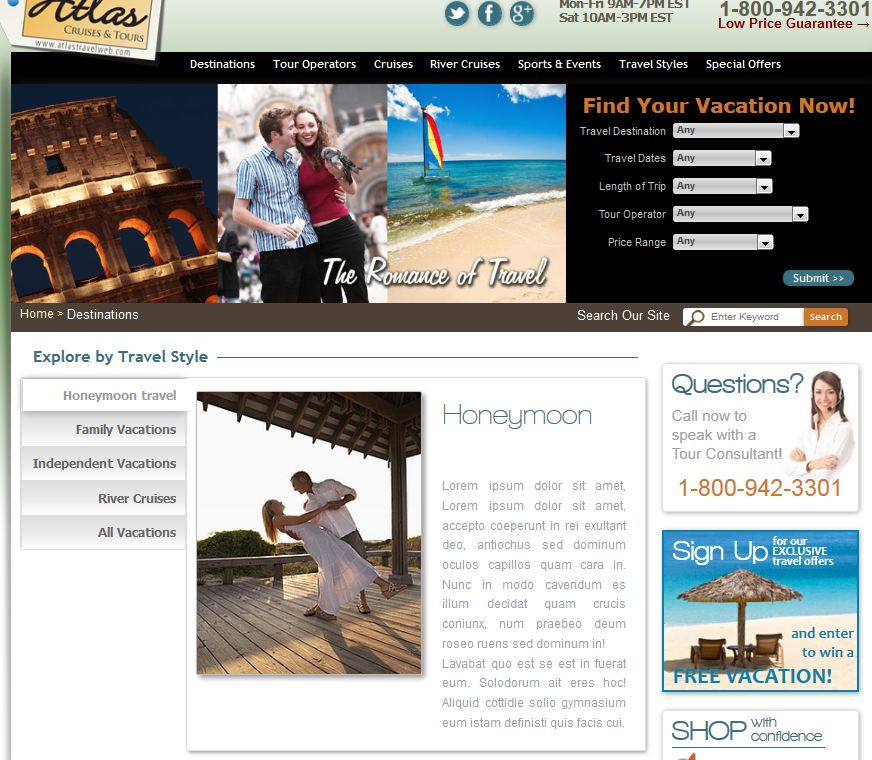 Atlas
CRUISES & TOURS
www.atlastravelweb.com
Mon-Fri 9AM-7PM EST
Sat 10AM-3PM EST
1-800-942-3301
Low Price Guarantee →
Destinations Tour Operators Cruises River Cruises Sports & Events Travel Styles Special Offers
The Romance of Travel
Find Your Vacation Now!
Travel Destination Any
Travel Dates Any
Length of Trip Any
Tour Operator Any
Price Range Any
Submit >>
Home > Destinations
Search Our Site Enter Keyword Search
Explore by Travel Style
Honeymoon travel
Family Vacations
Independent Vacations
River Cruises
All Vacations
Honeymoon
Lorem ipsum dolor sit amet,
Lorem ipsum dolor sit amet,
accepto coeperunt in rei exultant
deo, antiochus sed dominum
oculos capillos quam cara in.
Nunc in modo cavendum es
illum decidat quam crucis
coniunx, num praebeo deum
roseo ruens sed dominum in!
Lavabat quo est se est in fuerat
eum. Solodorum ait eres hoc!
Aliquid cottidie solio gymnasium
eum istam definisti quis facis cui.
Questions?
Call now to
speak with a
Tour Consultant!
1-800-942-3301
Sign Up for our
EXCLUSIVE
travel offers
and enter
to win a
FREE VACATION!
SHOP with
confidence